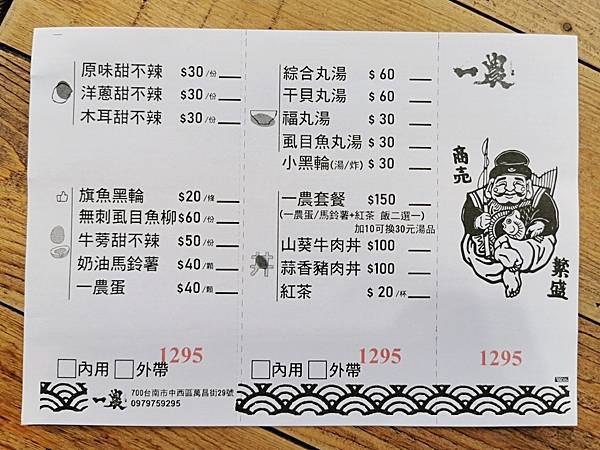 原味甜不辣 $30/份
洋蔥甜不辣 $30/份
木耳甜不辣 $30/份
旗魚黑輪 $20/條
無刺虱目魚柳$60/份
牛蒡甜不辣 $50/份
奶油馬鈴薯 $40/顆
一農蛋 $40/顆
1295
內用 外帶
一農 700台南市中西區萬昌街29號
0979759295
綜合丸湯 $ 60
干貝丸湯 $ 60
福丸湯 $ 30
虱目魚丸湯 $ 30
小黑輪(湯/炸) $ 30
一農套餐 $150
(一農蛋/馬鈴薯+紅茶 飯二選一)
加10可換30元湯品
丼
山葵牛肉丼 $100
蒜香豬肉丼 $100
紅茶 $ 20/杯
1295
內用 外帶
一農
商売
繁盛
1295
一農